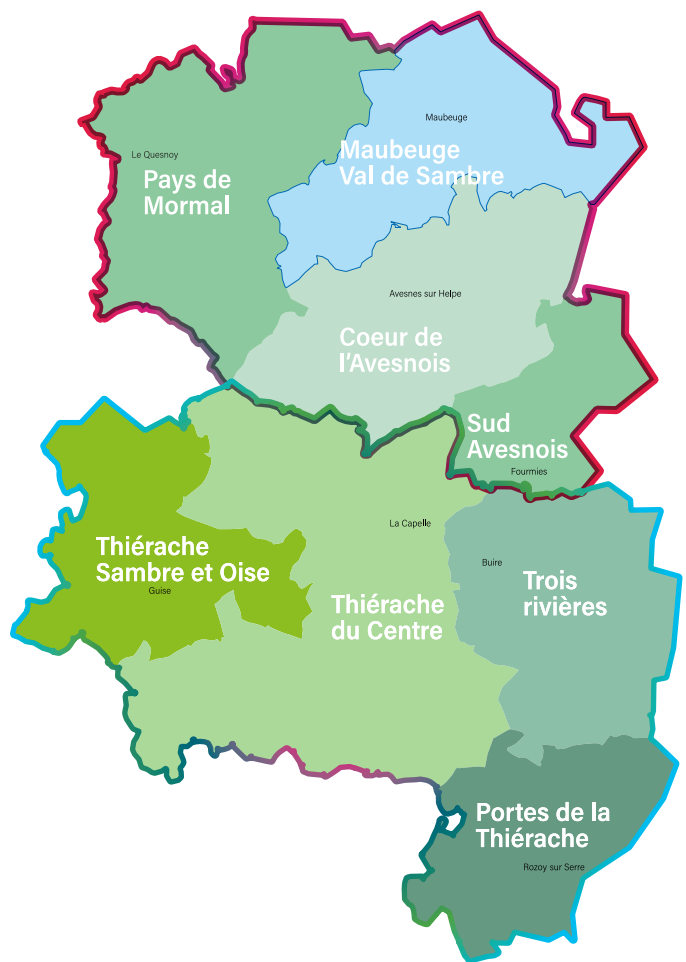 Maubeuge
Maubeuge
Val de Sambre
Le Quesnoy
Pays de
Mormal
Avesnes sur Helpe
Coeur de
l'Avesnois
Sud
Avesnois
Fourmies
La Capelle
Thiérache
Sambre et Oise
Guise
Buire
Trois
rivières
Thiérache
du Centre
Portes de la
Thiérache
Rozoy sur Serre